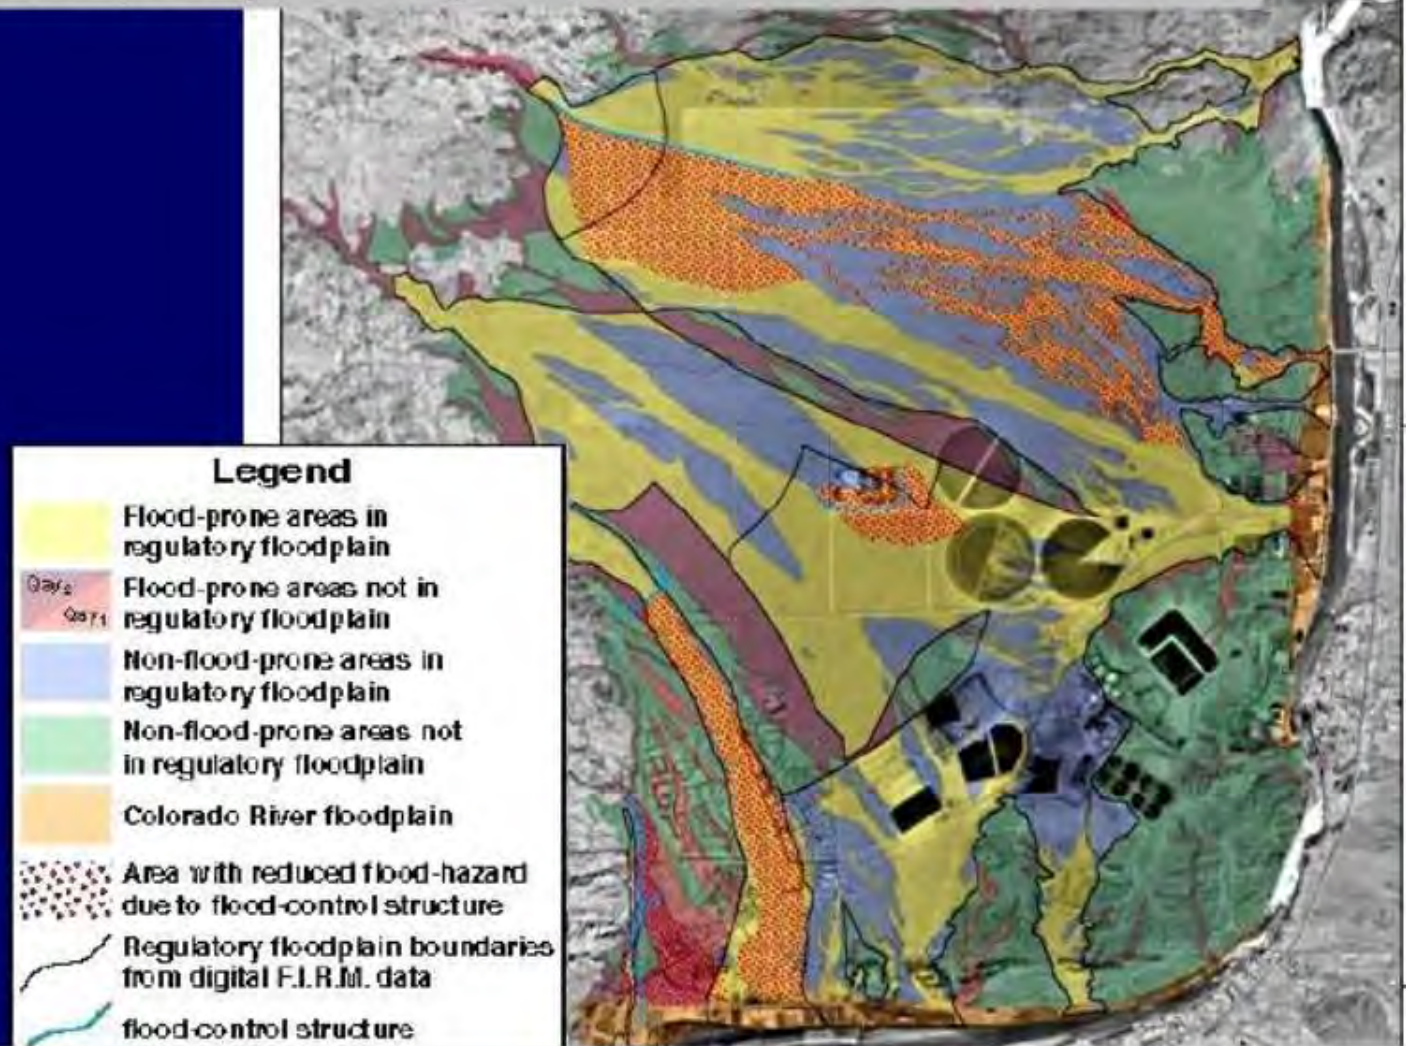 Legend
Flood-prone areas in
regulatory floodplain
Qay₂
Qay₁
Flood-prone areas not in
regulatory floodplain
Non-flood-prone areas in
regulatory floodplain
Non-flood-prone areas not
in regulatory floodplain
Colorado River floodplain
Area with reduced flood-hazard
due to flood-control structure
Regulatory floodplain boundaries
from digital F.I.R.M. data
flood-control structure